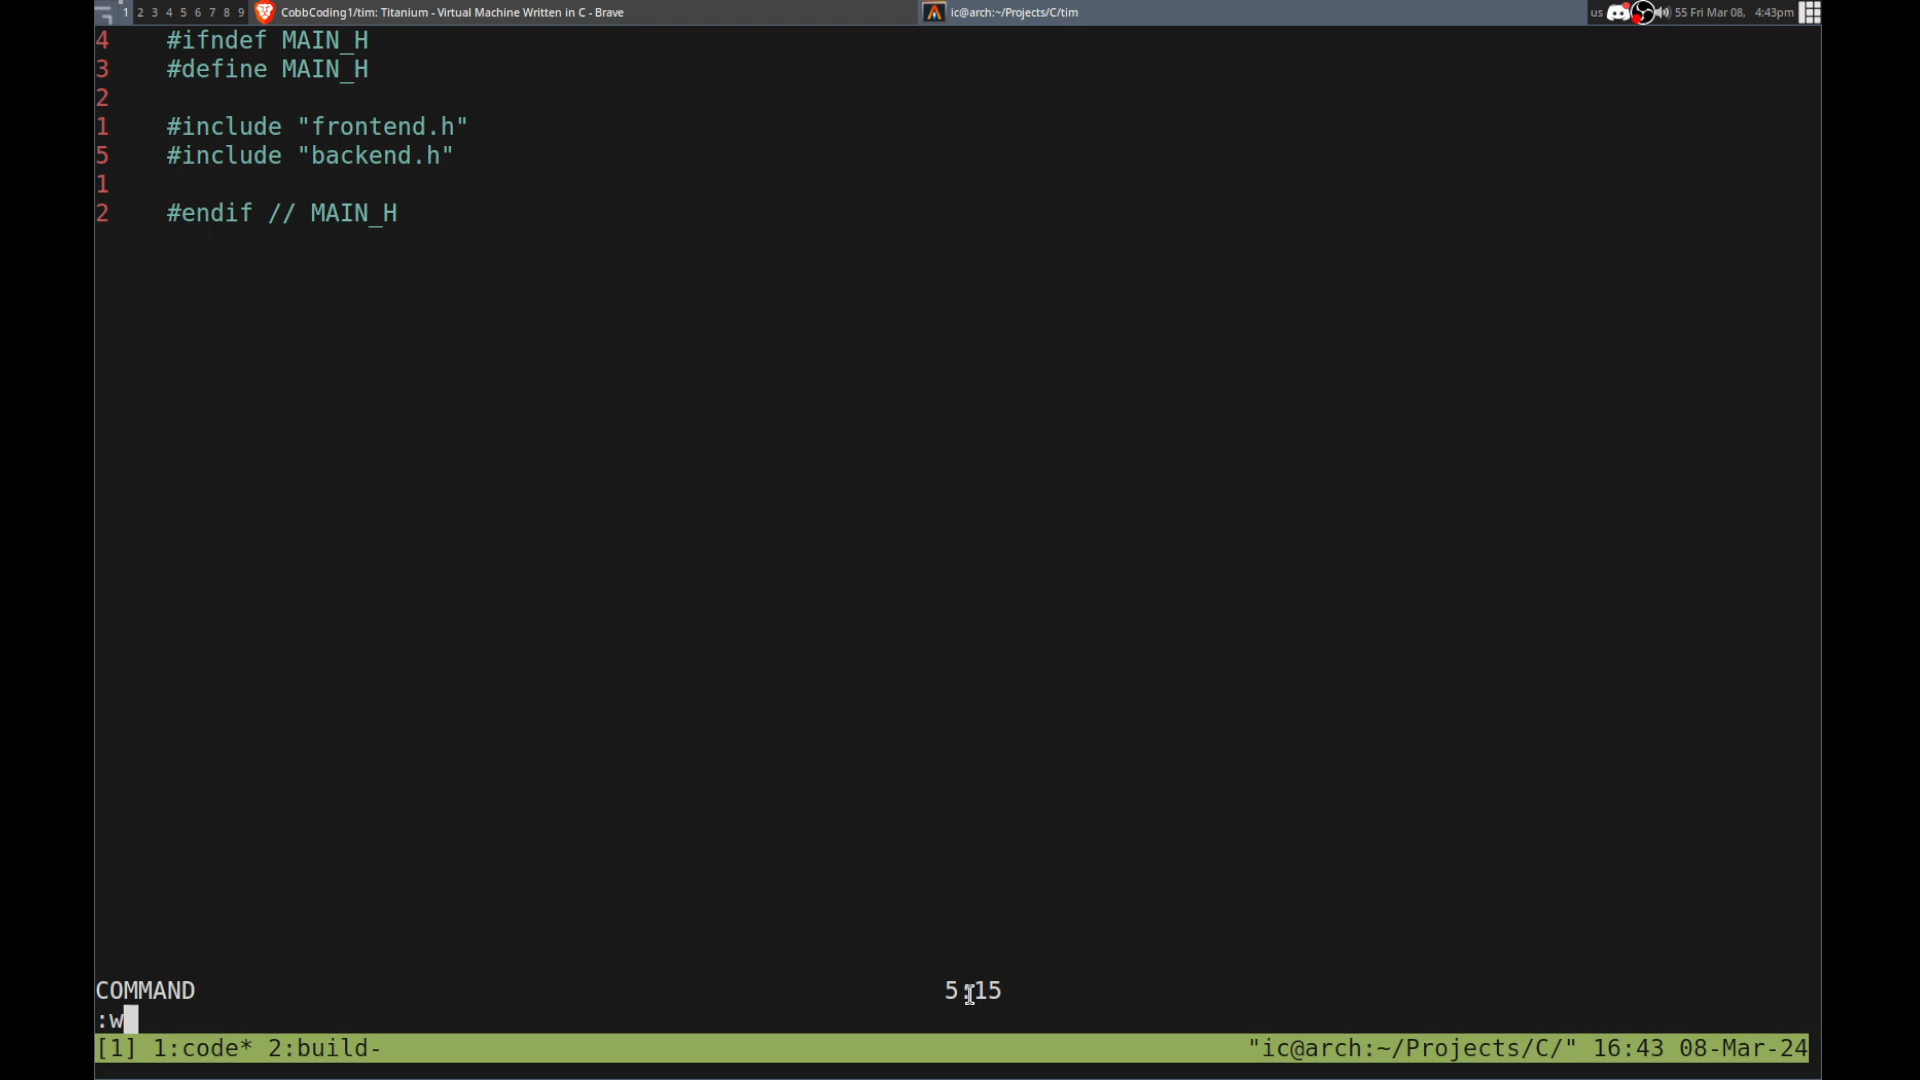 1 2 3 4 5 6 7 8 9 CobbCoding1/tim: Titanium - Virtual Machine Written in C - Brave ic@arch:~/Projects/C/tim us 55 Fri Mar 08, 4:43pm
4 #ifndef MAIN_H
3 #define MAIN_H
2
1 #include "frontend.h"
5 #include "backend.h"
1
2 #endif // MAIN_H
COMMAND 5:15
:w
[1] 1:code* 2:build- "ic@arch:~/Projects/C/" 16:43 08-Mar-24